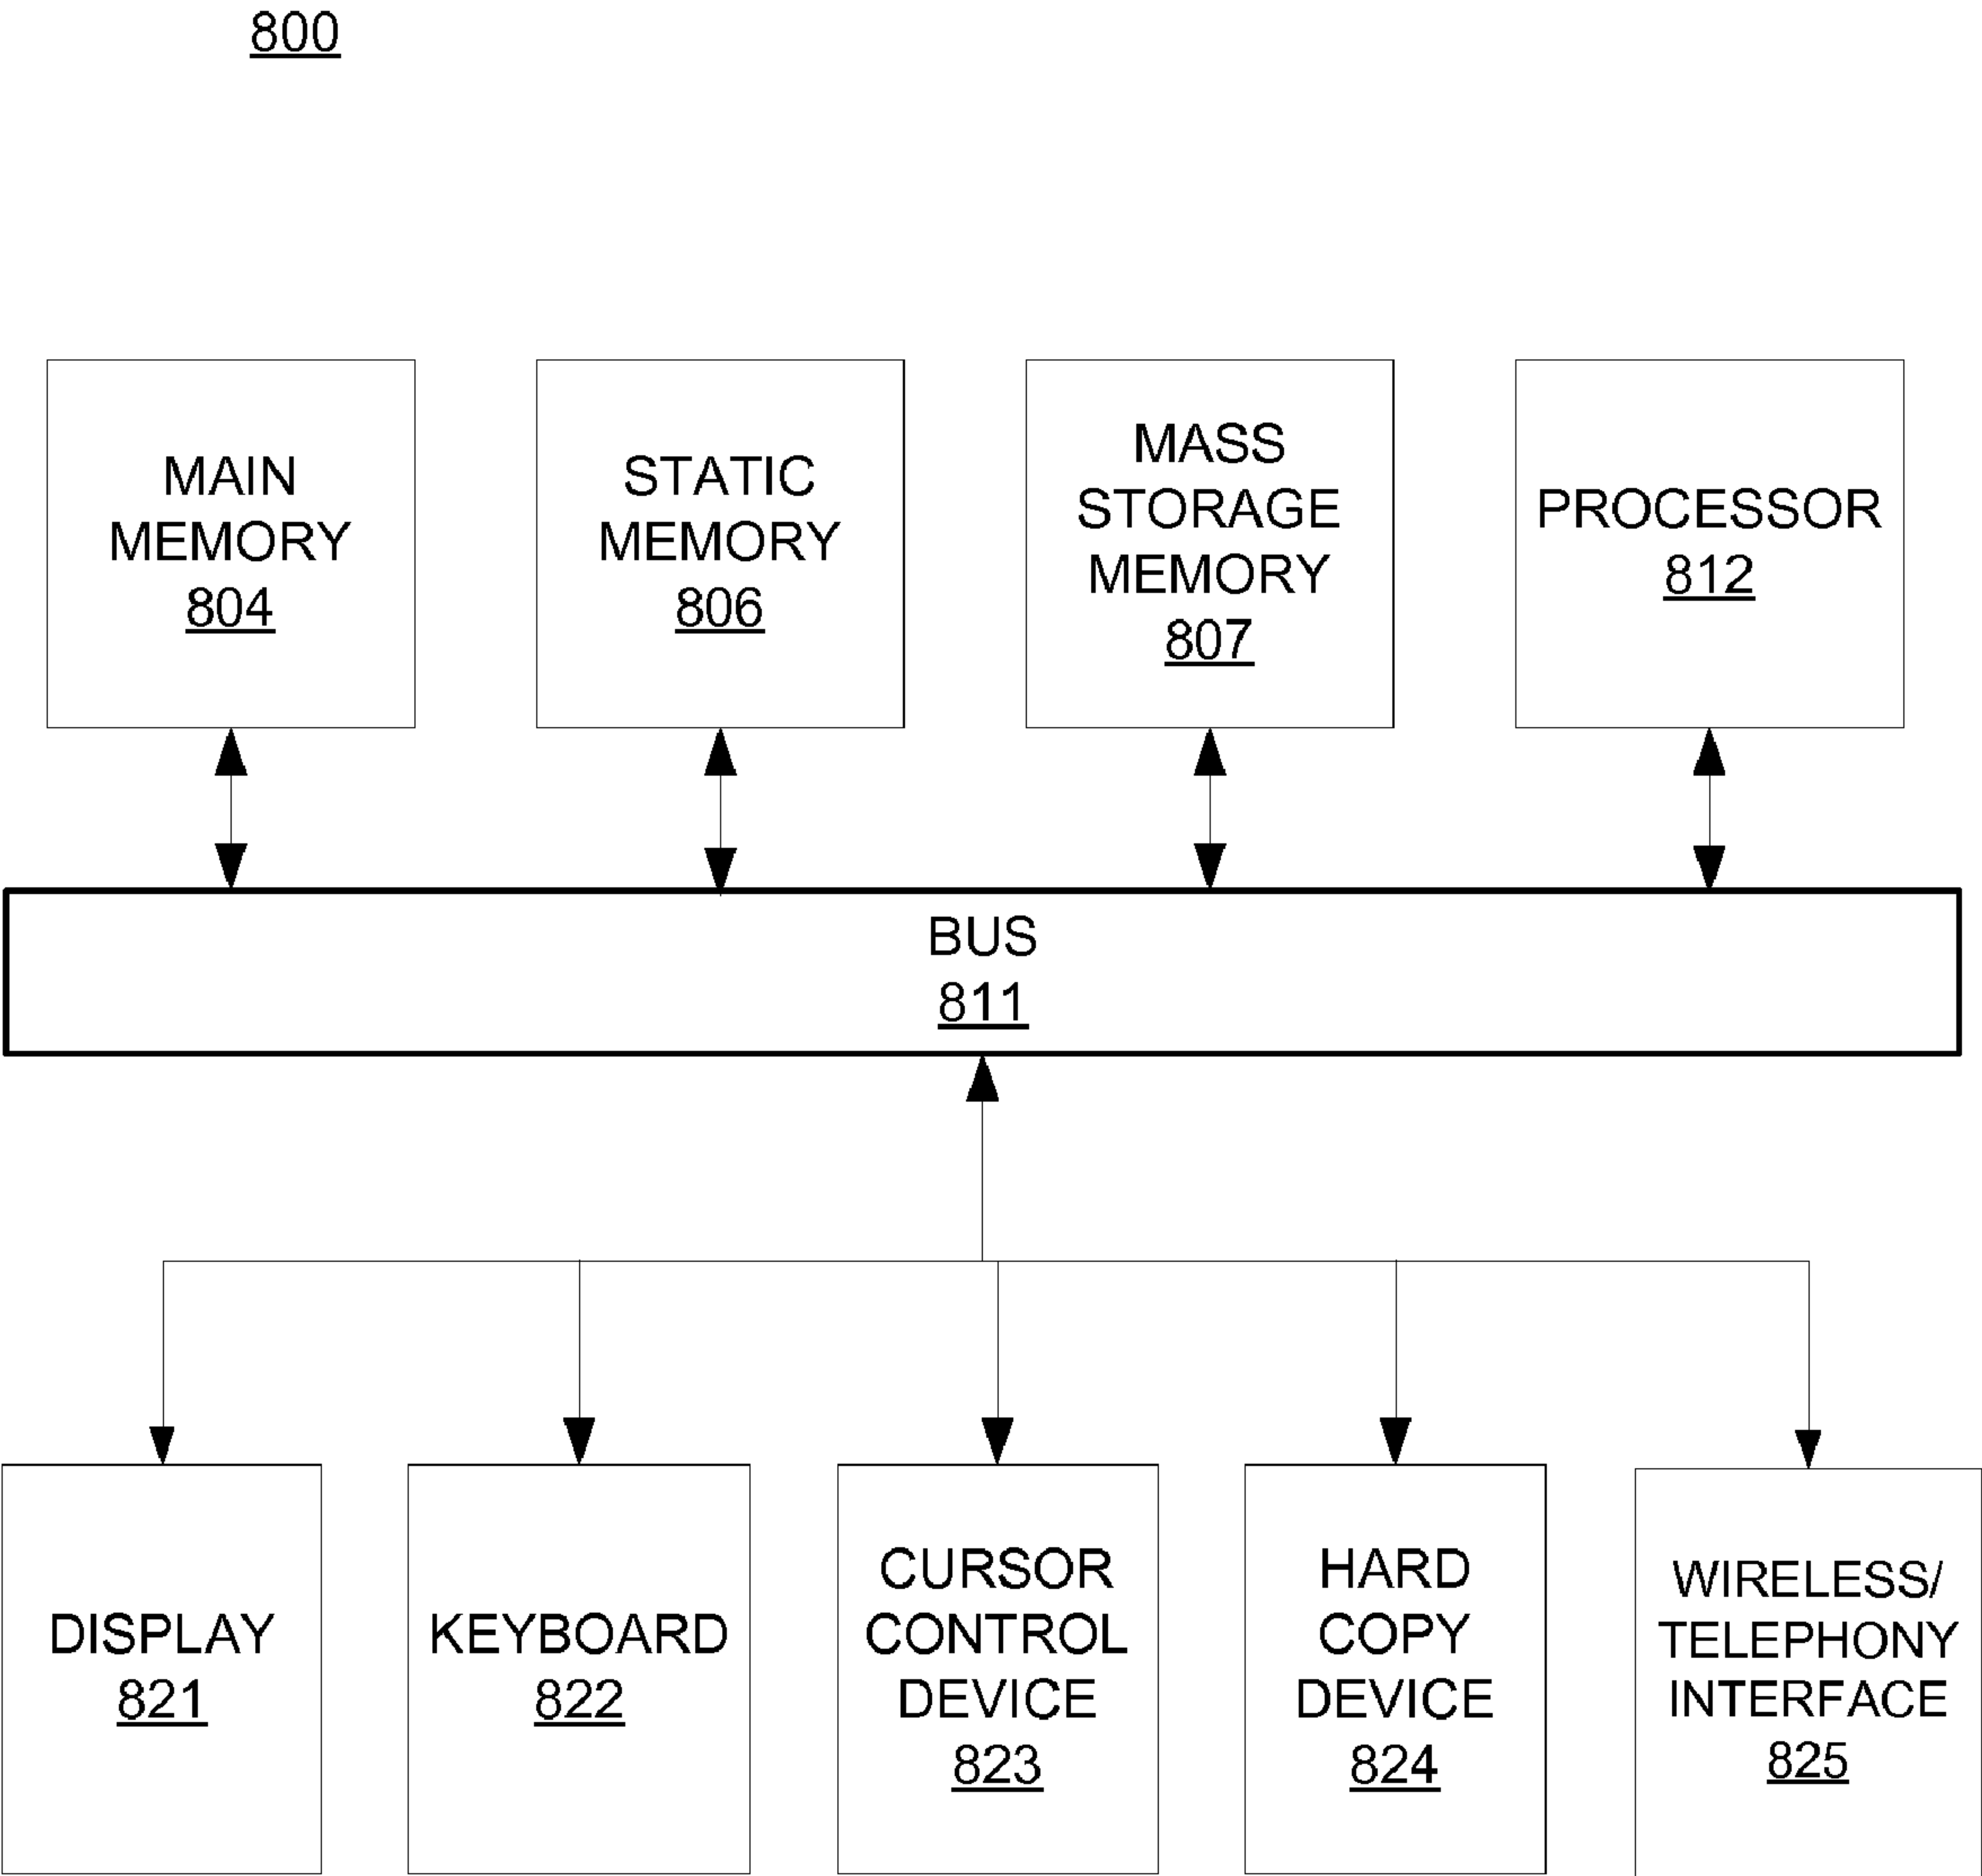 800
MAIN
MEMORY
804
STATIC
MEMORY
806
MASS
STORAGE
MEMORY
807
PROCESSOR
812
BUS
811
DISPLAY
821
KEYBOARD
822
CURSOR
CONTROL
DEVICE
823
HARD
COPY
DEVICE
824
WIRELESS/
TELEPHONY
INTERFACE
825